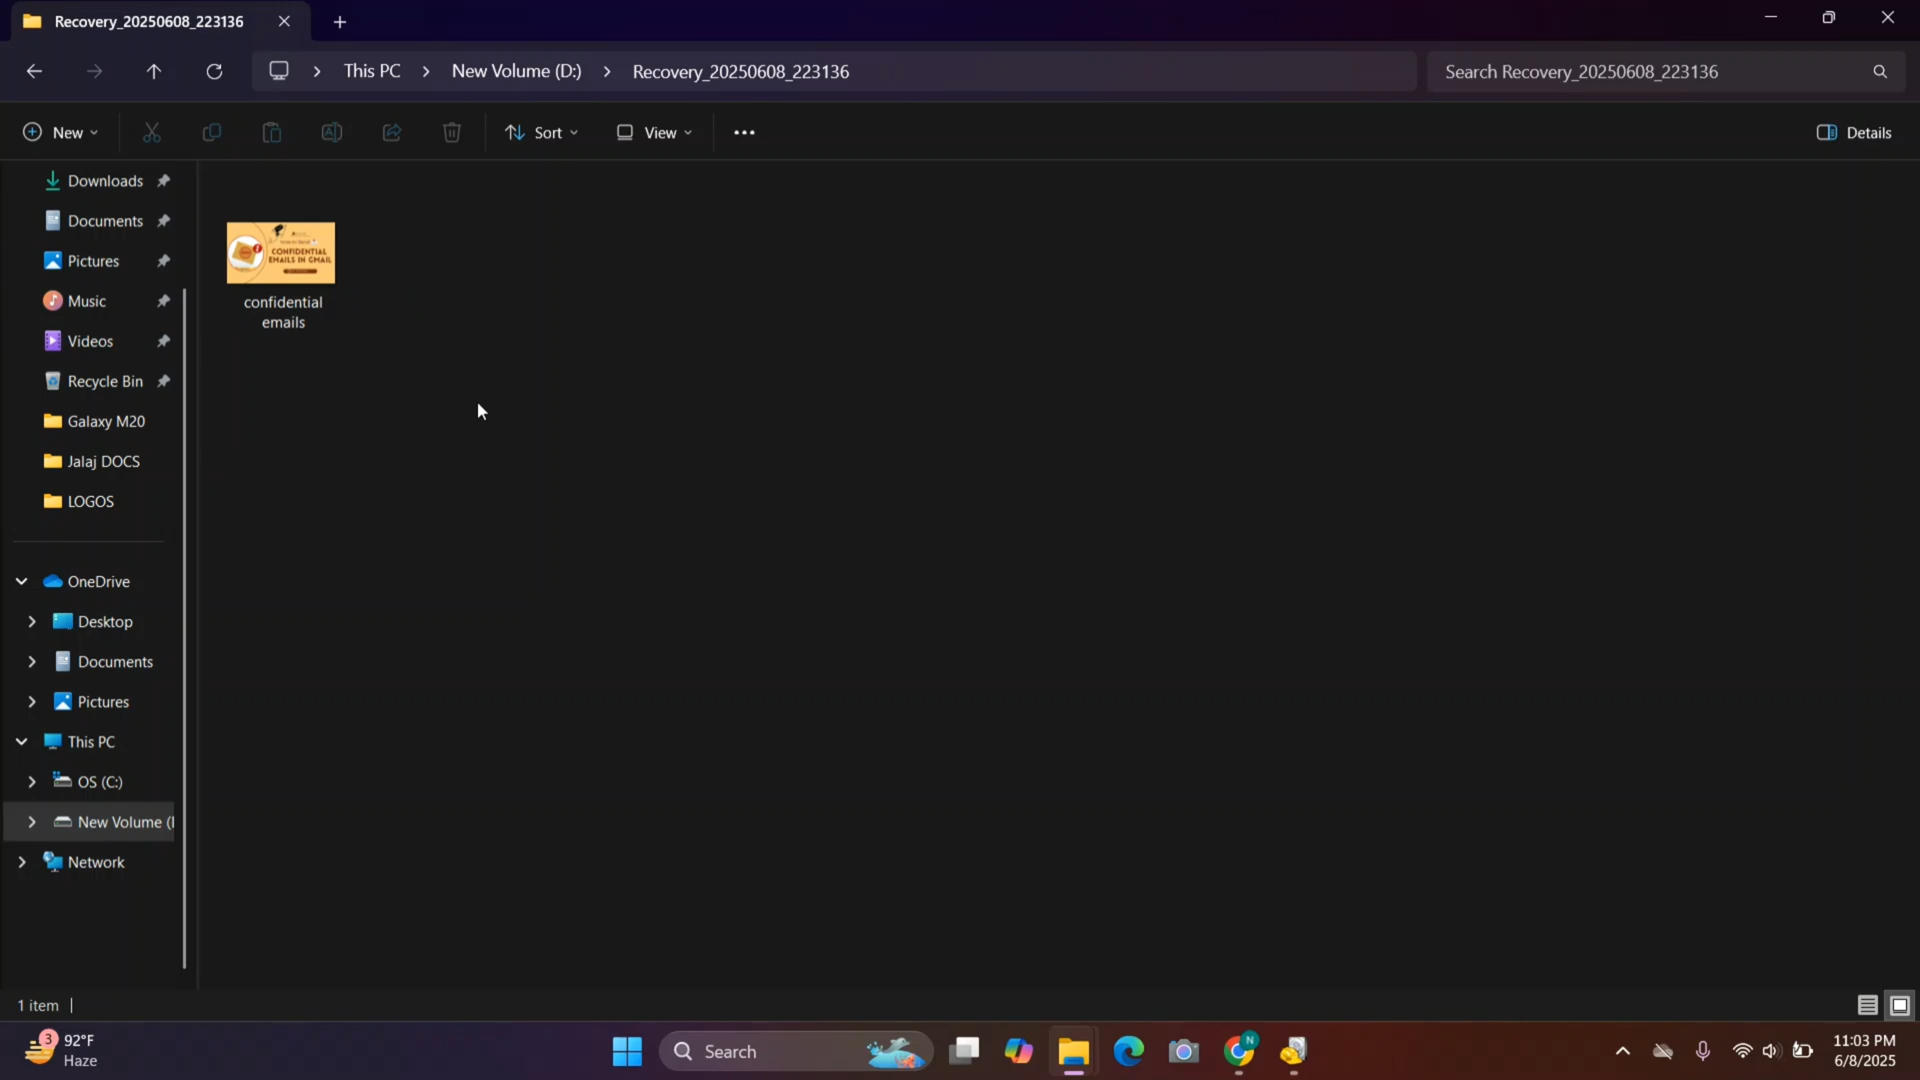 Recovery_20250608_223136
This PC
New Volume (D:)
Recovery_20250608_223136
Search Recovery_20250608_223136
New
Sort
View
Details
Downloads
Documents
Pictures
Music
Videos
Recycle Bin
Galaxy M20
Jalaj DOCS
LOGOS
OneDrive
Desktop
Documents
Pictures
This PC
OS (C:)
New Volume (
Network
CONFIDENTIAL
EMAILS IN GMAIL
confidential
emails
1 item
3
92°F
Haze
Search
N
11:03 PM
6/8/2025